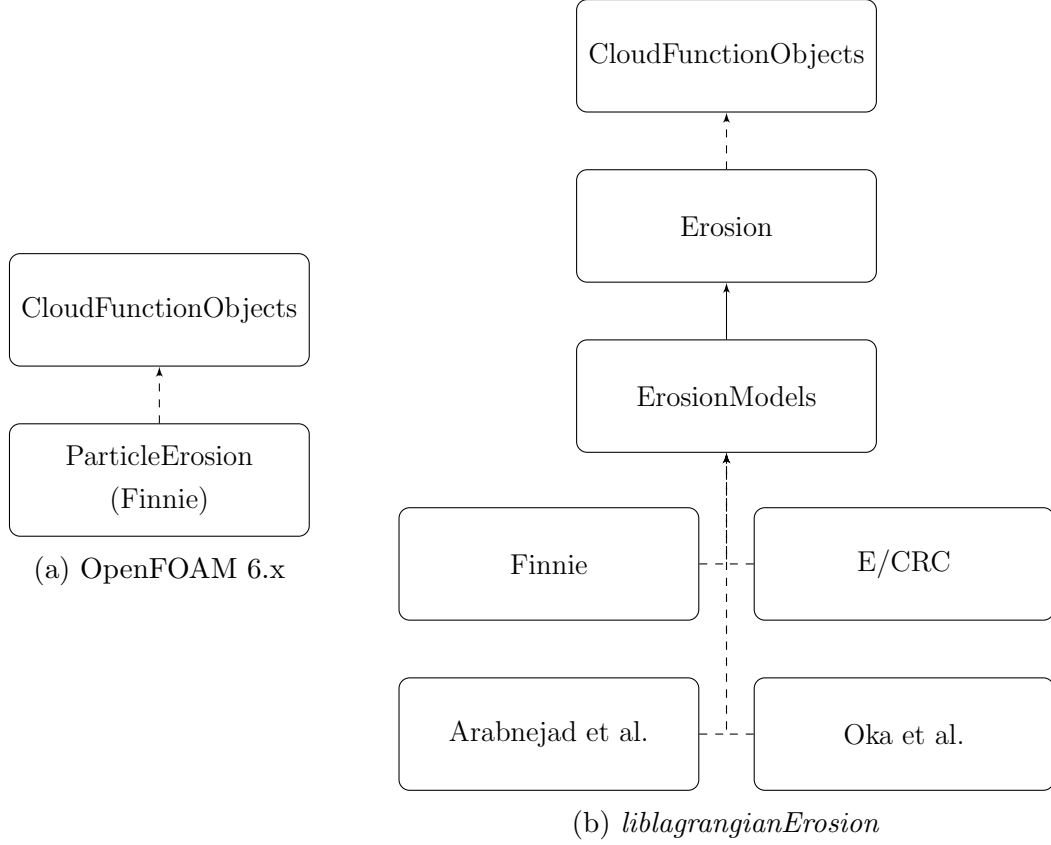 CloudFunctionObjects
ParticleErosion
(Finnie)
(a) OpenFOAM 6.x
CloudFunctionObjects
Erosion
ErosionModels
Finnie
E/CRC
Arabnejad et al.
Oka et al.
(b) liblagrangianErosion